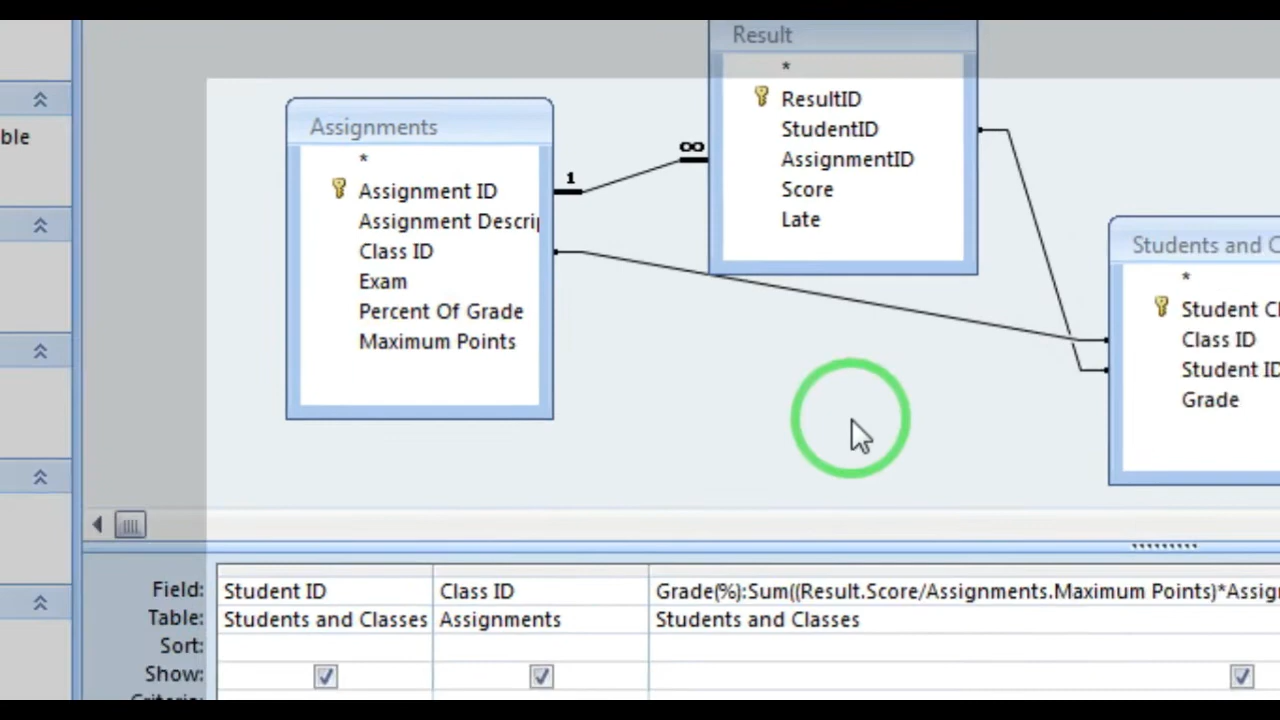 Result
*
ResultID
StudentID
AssignmentID
Score
Late
ble
Assignments
*
Assignment ID
Assignment Descrip
Class ID
Exam
Percent Of Grade
Maximum Points
1
∞
Students and C
*
Student Cl
Class ID
Student ID
Grade
Field: Student ID Class ID Grade(%):Sum((Result.Score/Assignments.Maximum Points)*Assig
Table: Students and Classes Assignments Students and Classes
Sort:
Show:
Criteria: